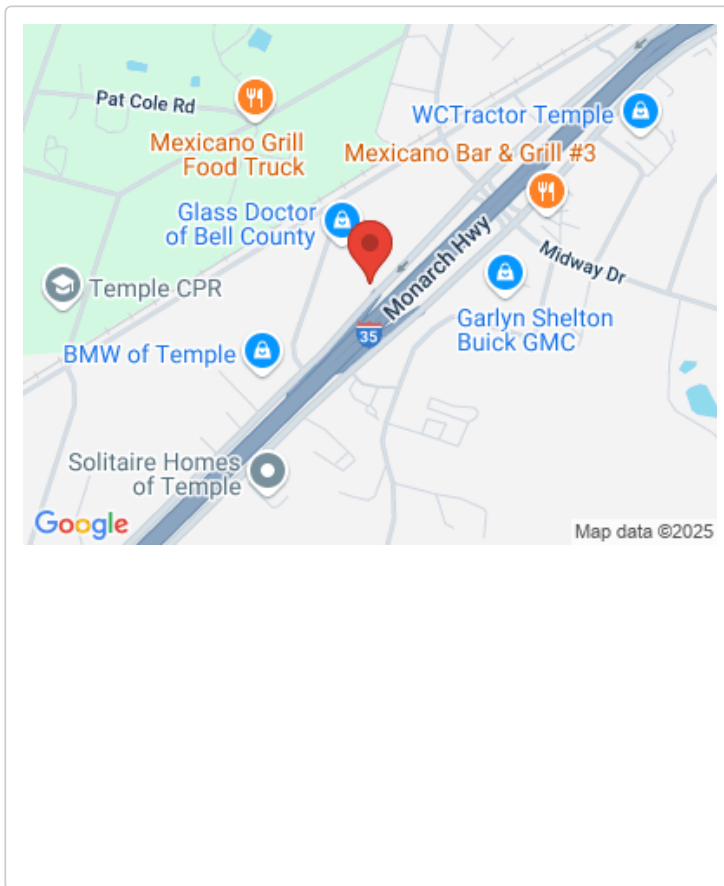 Pat Cole Rd
WCTractor Temple
Mexicano Grill
Food Truck
Mexicano Bar & Grill #3
Glass Doctor
of Bell County
Monarch Hwy
Midway Dr
Temple CPR
35
Garlyn Shelton
Buick GMC
BMW of Temple
Solitaire Homes
of Temple
Google
Map data ©2025